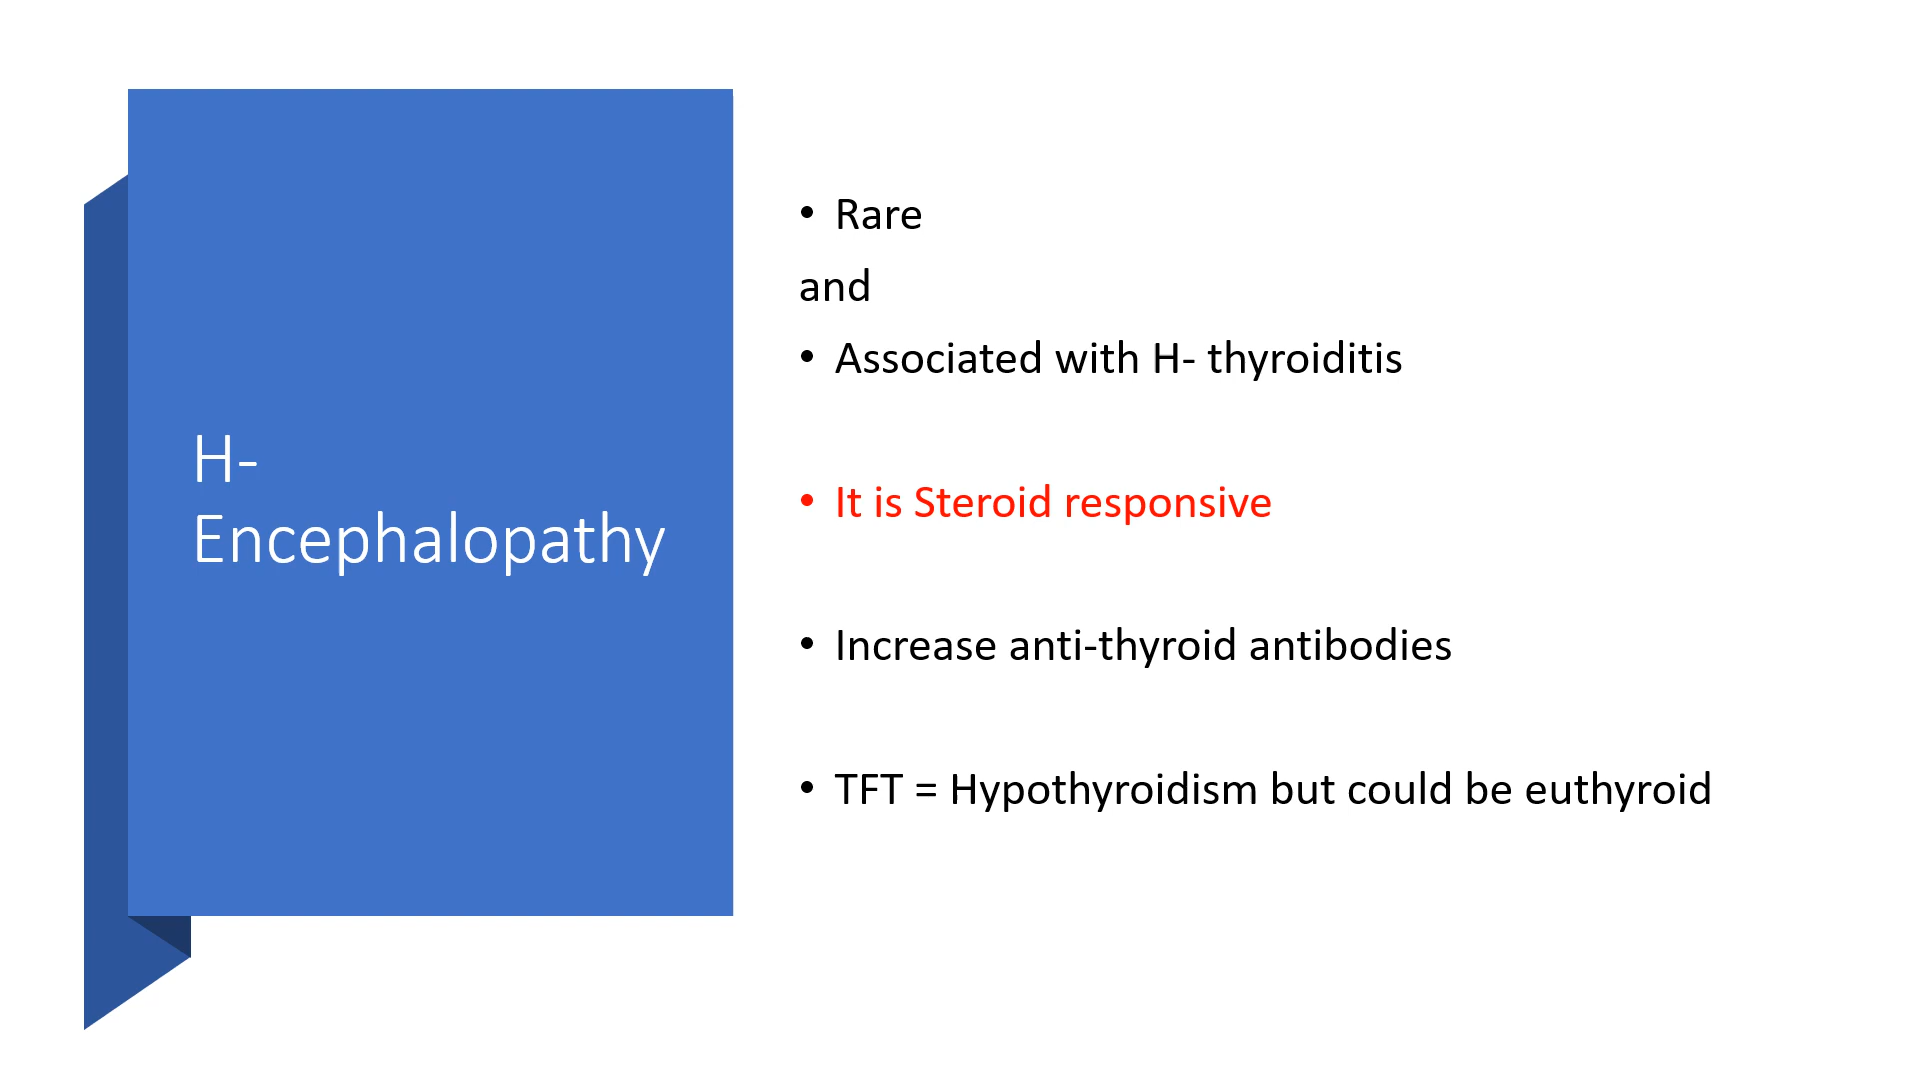 H-
Encephalopathy
• Rare
and
• Associated with H- thyroiditis
• It is Steroid responsive
• Increase anti-thyroid antibodies
• TFT = Hypothyroidism but could be euthyroid